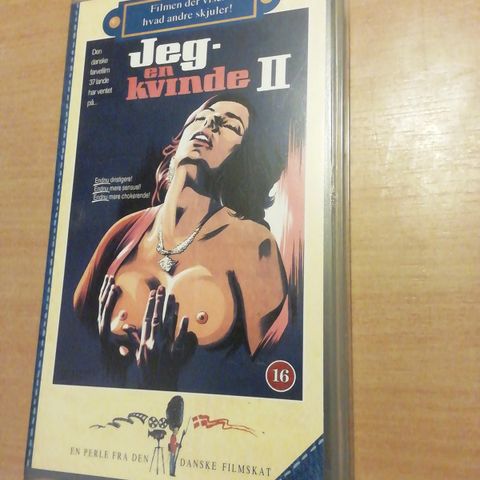 Filmen der
hvad andre skjuler!
Den
danske
farvefilm
37 lande
har ventet
på...
Jeg-
en
kvinde II
Endnu dristigere!
Endnu mere sensuel!
Endnu mere chokerende!
16
EN PERLE FRA DEN DANSKE FILMSKAT